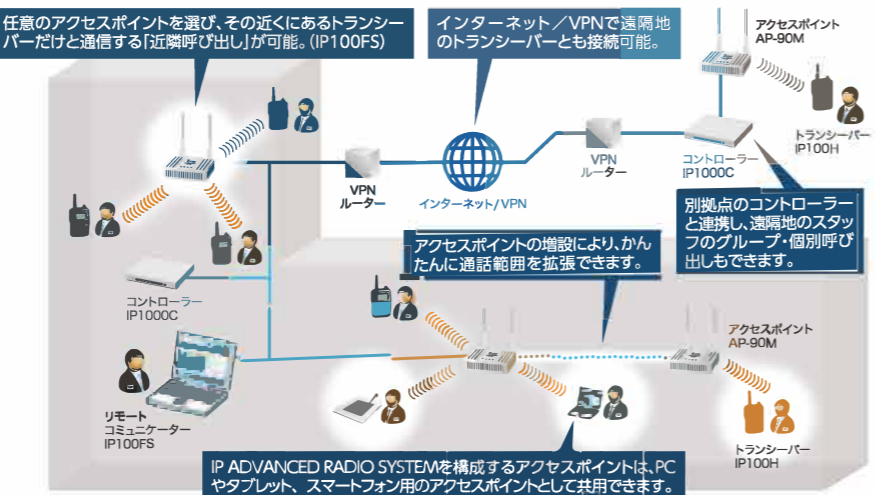 任意のアクセスポイントを選び、その近くにあるトランシー
バーだけと通信する「近隣呼び出し」が可能。(IP100FS)
インターネット／VPNで遠隔地
のトランシーバーとも接続可能。
アクセスポイント
AP-90M
トランシーバー
IP100H
VPN
ルーター
インターネット/VPN
VPN
ルーター
コントローラー
IP1000C
別拠点のコントローラー
と連携し、遠隔地のスタッ
フのグループ・個別呼び
出しもできます。
アクセスポイントの増設により、かん
たんに通話範囲を拡張できます。
コントローラー
IP1000C
アクセスポイント
AP-90M
リモート
コミュニケーター
IP100FS
トランシーバー
IP100H
IP ADVANCED RADIO SYSTEMを構成するアクセスポイントは、PC
やタブレット、スマートフォン用のアクセスポイントとして共用できます。